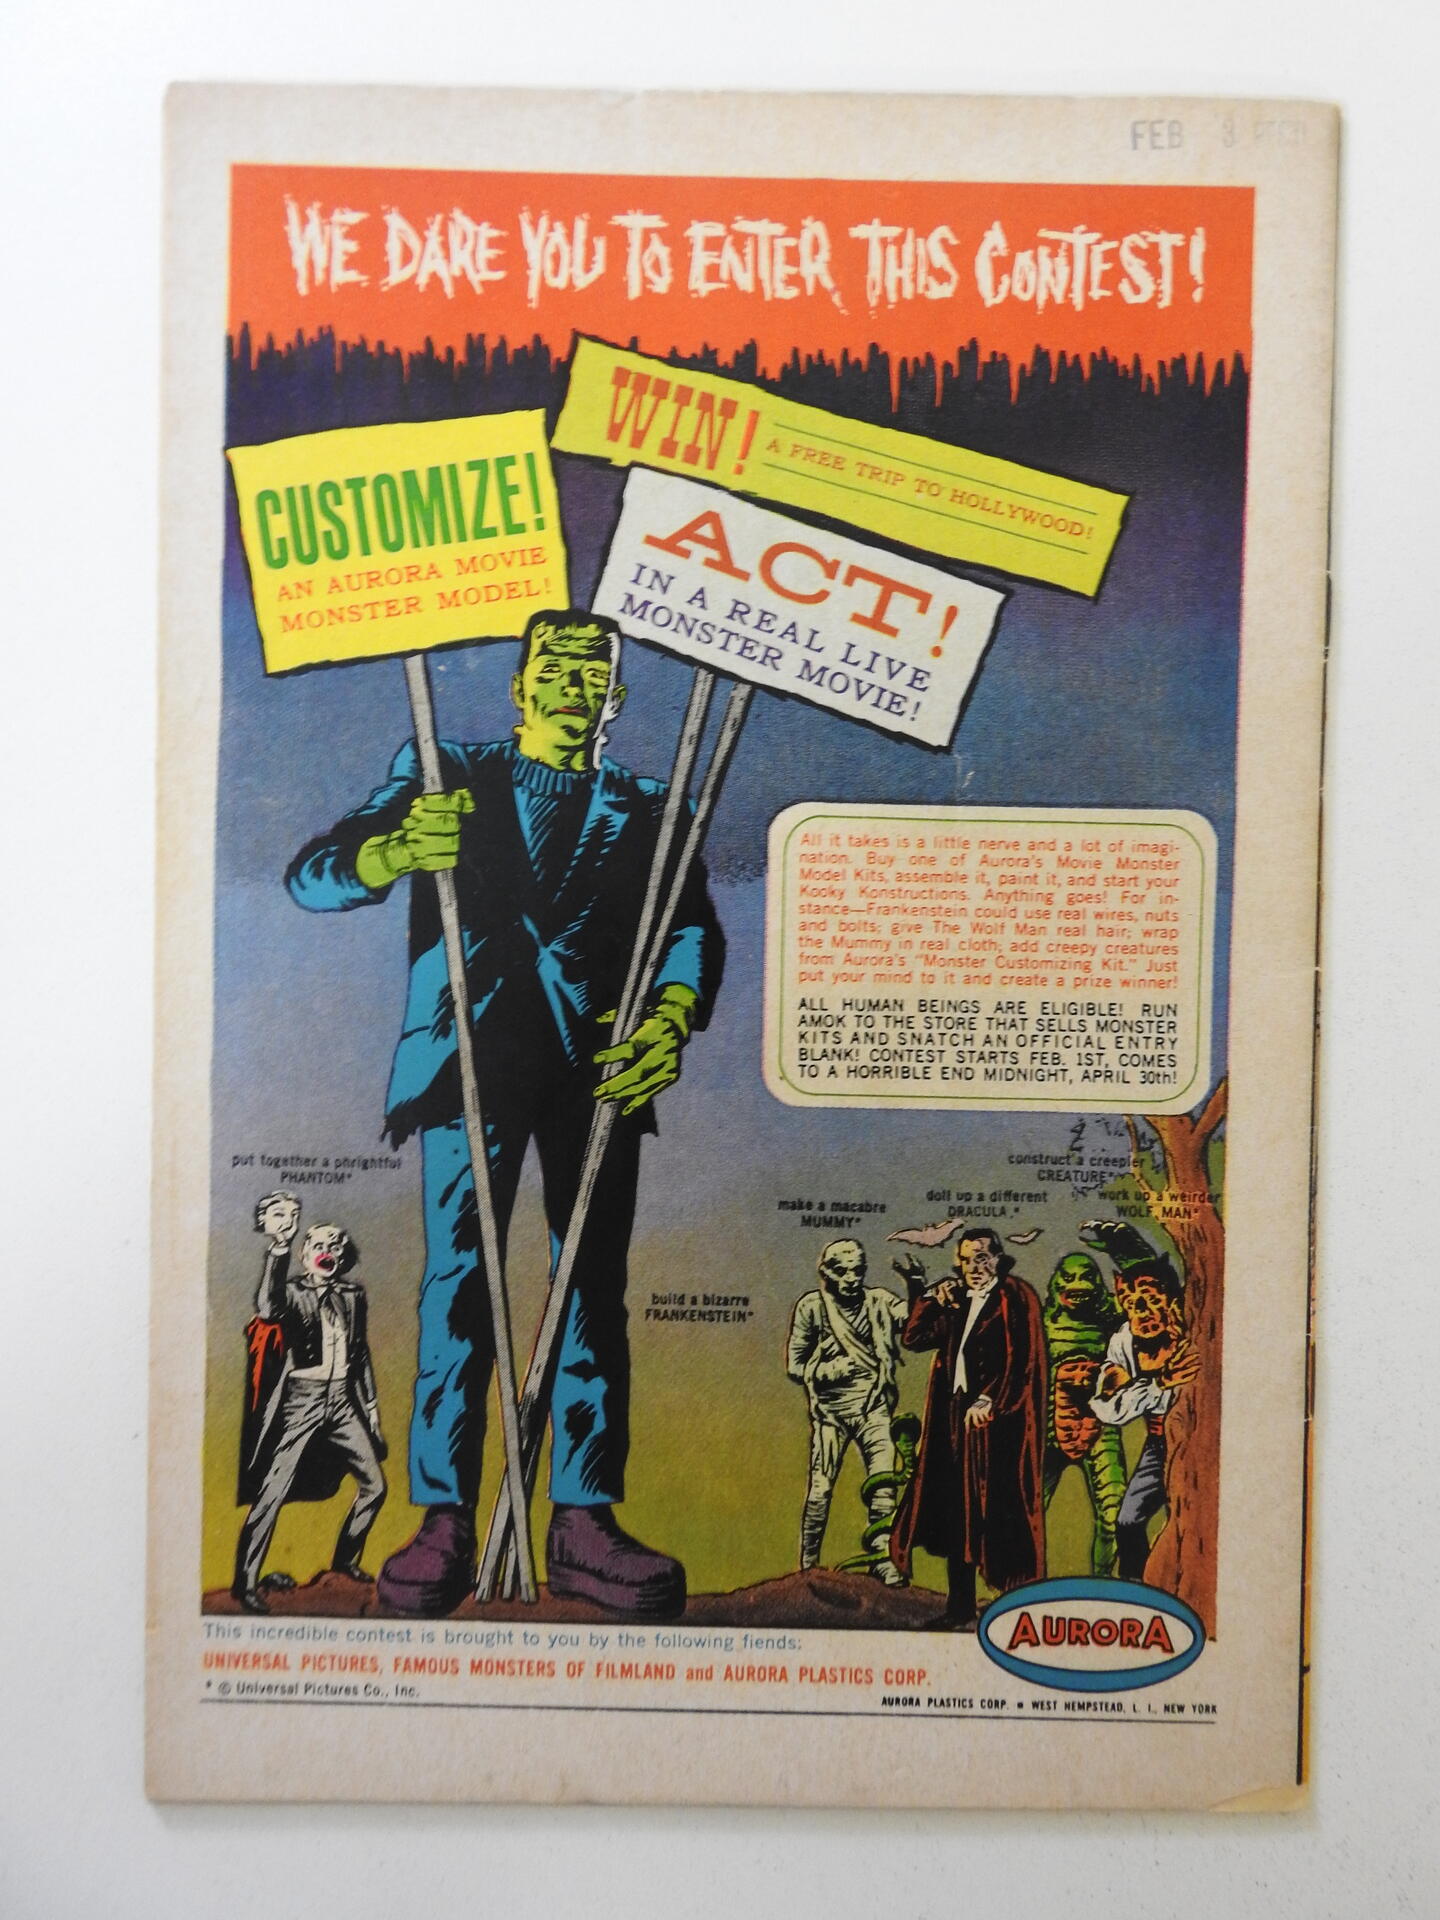 FEB 3
WE DARE YOU TO ENTER THIS CONTEST!
WIN! A FREE TRIP TO HOLLYWOOD!
CUSTOMIZE!
AN AURORA MOVIE
MONSTER MODEL!
ACT!
IN A REAL LIVE
MONSTER MOVIE!
All it takes is a little nerve and a lot of imagi-
nation. Buy one of Aurora's Movie Monster
Model Kits, assemble it, paint it, and start your
Kooky Konstructions. Anything goes! For in-
stance—Frankenstein could use real wires, nuts
and bolts; give The Wolf Man real hair; wrap
the Mummy in real cloth; add creepy creatures
from Aurora's "Monster Customizing Kit." Just
put your mind to it and create a prize winner!
ALL HUMAN BEINGS ARE ELIGIBLE! RUN
AMOK TO THE STORE THAT SELLS MONSTER
KITS AND SNATCH AN OFFICIAL ENTRY
BLANK! CONTEST STARTS FEB. 1ST, COMES
TO A HORRIBLE END MIDNIGHT, APRIL 30th!
put together a phrightful
PHANTOM*
build a bizarre
FRANKENSTEIN*
make a macabre
MUMMY*
doll up a different
DRACULA.*
construct a creepier
CREATURE*
work up a weirder
WOLF MAN*
AURORA
This incredible contest is brought to you by the following fiends:
UNIVERSAL PICTURES, FAMOUS MONSTERS OF FILMLAND and AURORA PLASTICS CORP.
* © Universal Pictures Co., Inc.
AURORA PLASTICS CORP. ■ WEST HEMPSTEAD, L. I., NEW YORK